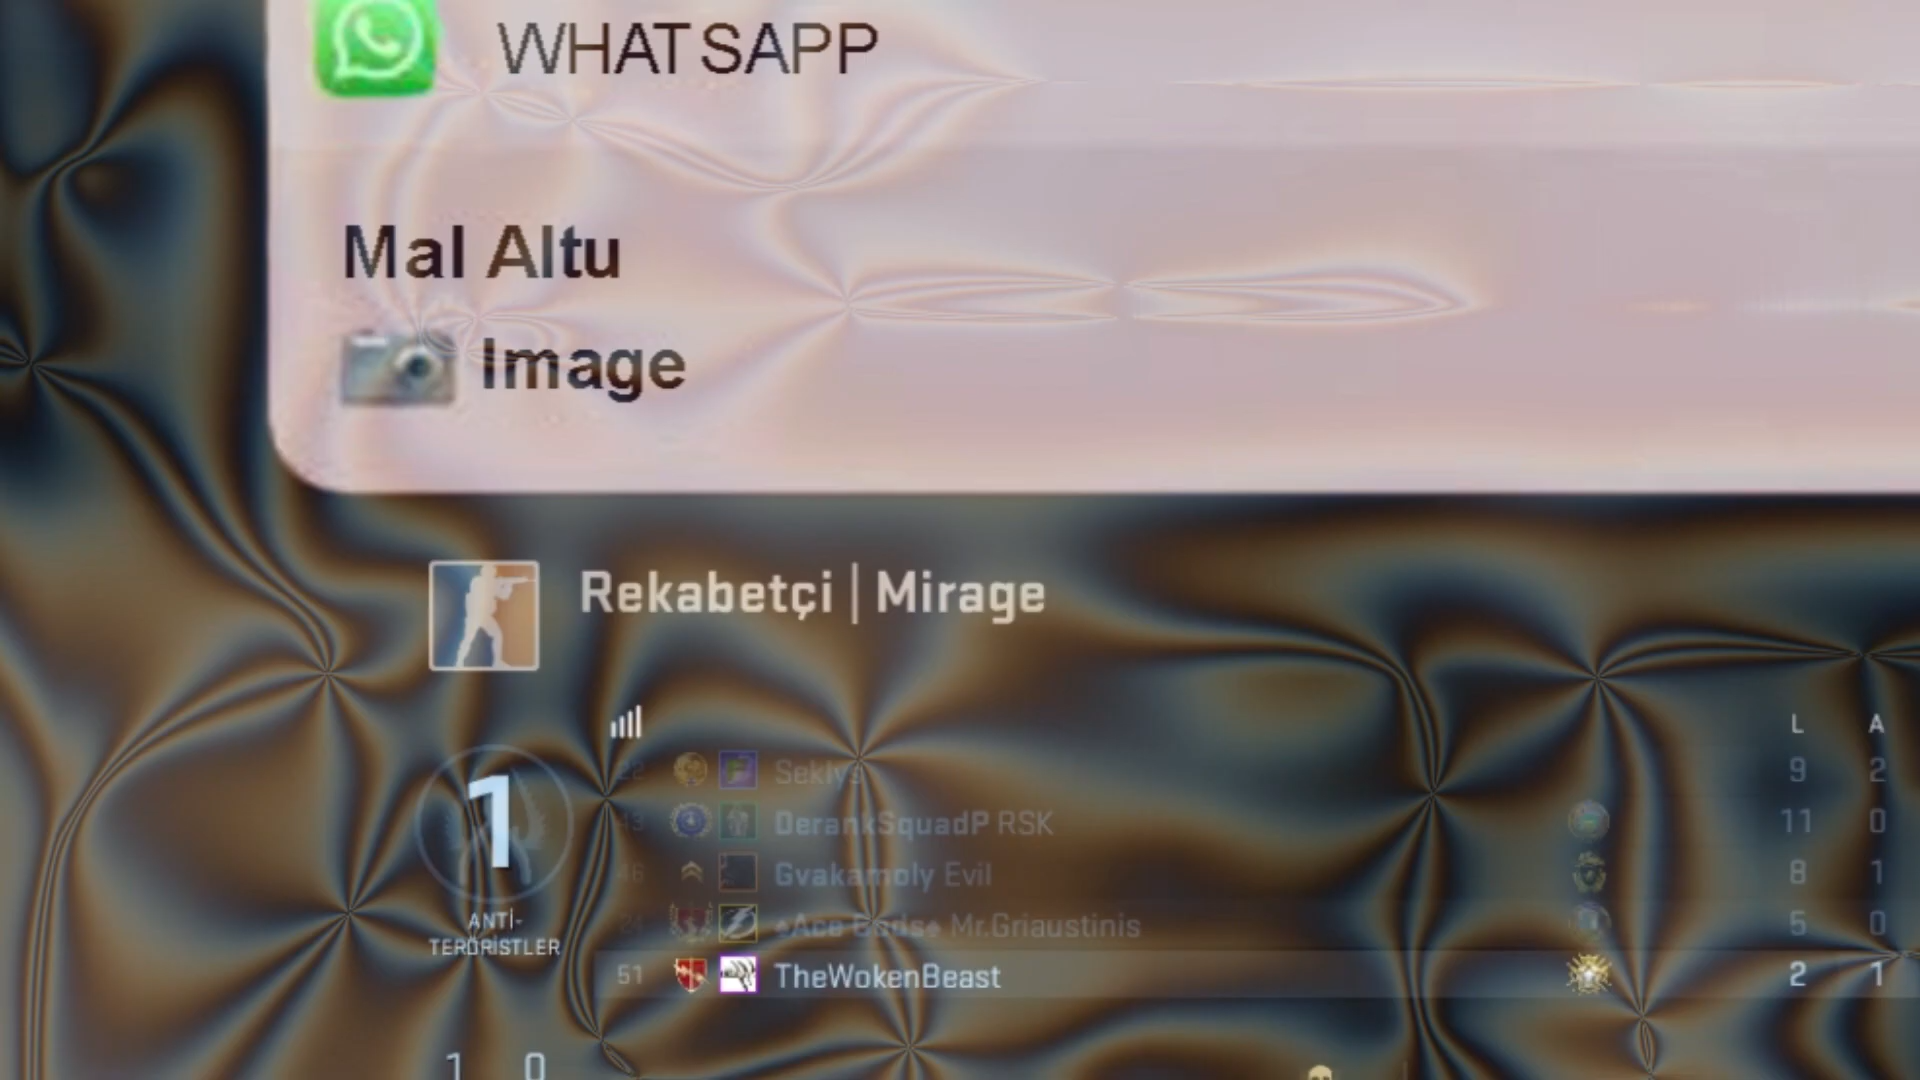 WHATSAPP
Mal Altu
Image
Rekabetçi | Mirage
L A
9 2
DerankSquadP RSK 11 0
46 Gvakamoly Evil 8 1
Mr.Griaustinis 5 0
51 TheWokenBeast 2 1
1
ANTİ-
TERÖRİSTLER
1 0